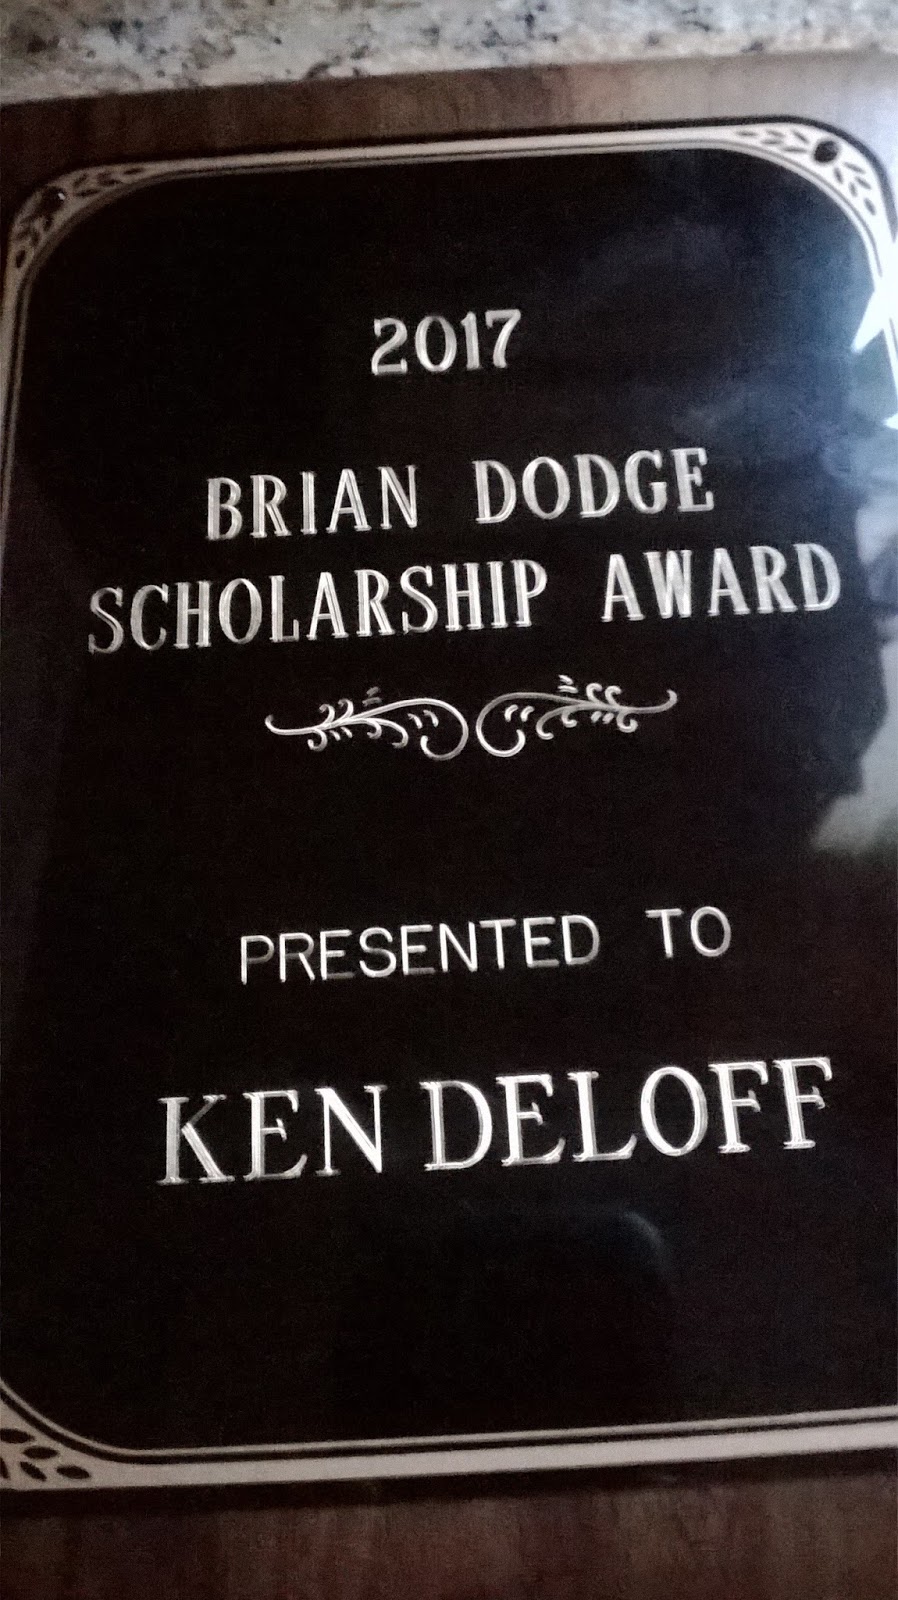 2017
BRIAN DODGE
SCHOLARSHIP AWARD
PRESENTED TO
KEN DELOFF